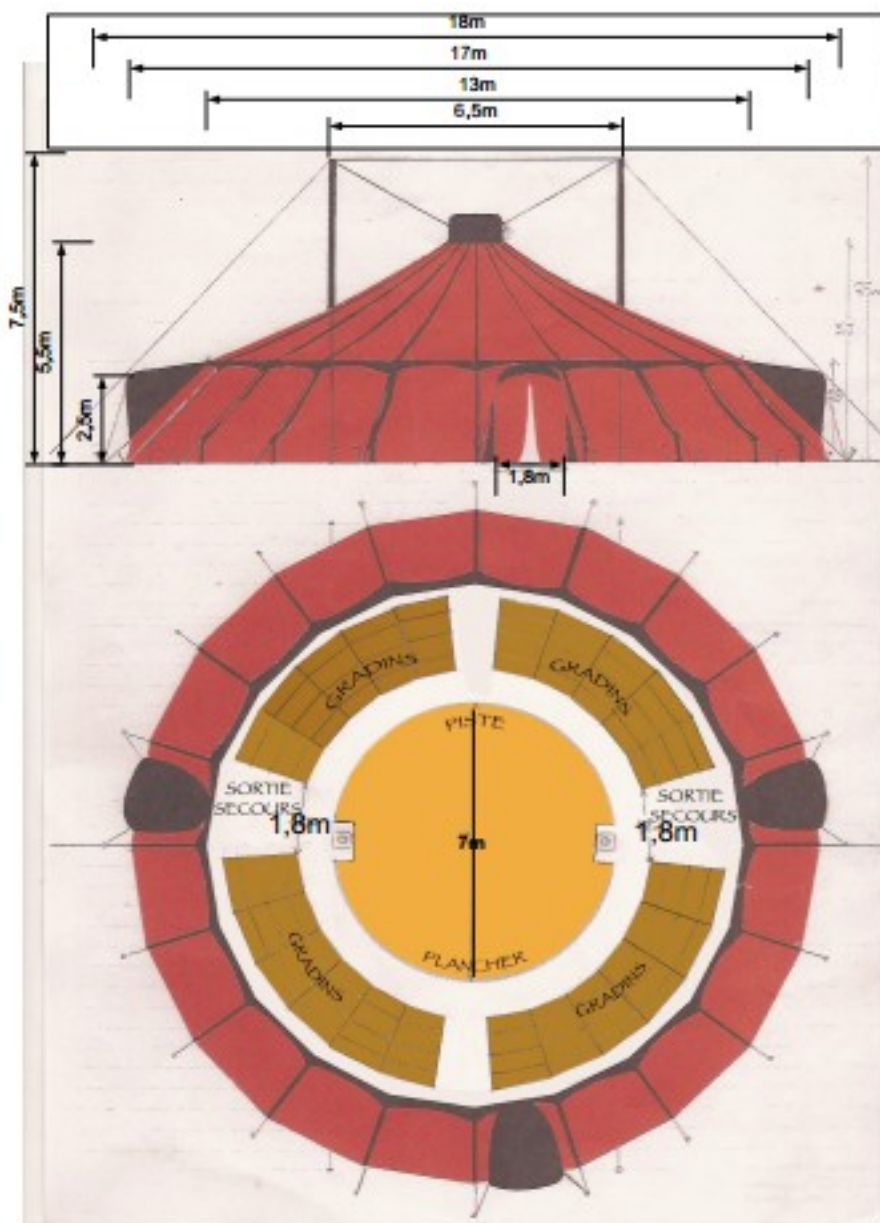 18m
17m
13m
6,5m
7,5m
5,5m
2,5m
1,8m
GRADINS
GRADINS
PISTE
SORTIE
SECOURS
1,8m
SORTIE
SECOURS
1,8m
7m
PLANCHER
GRADINS
GRADINS